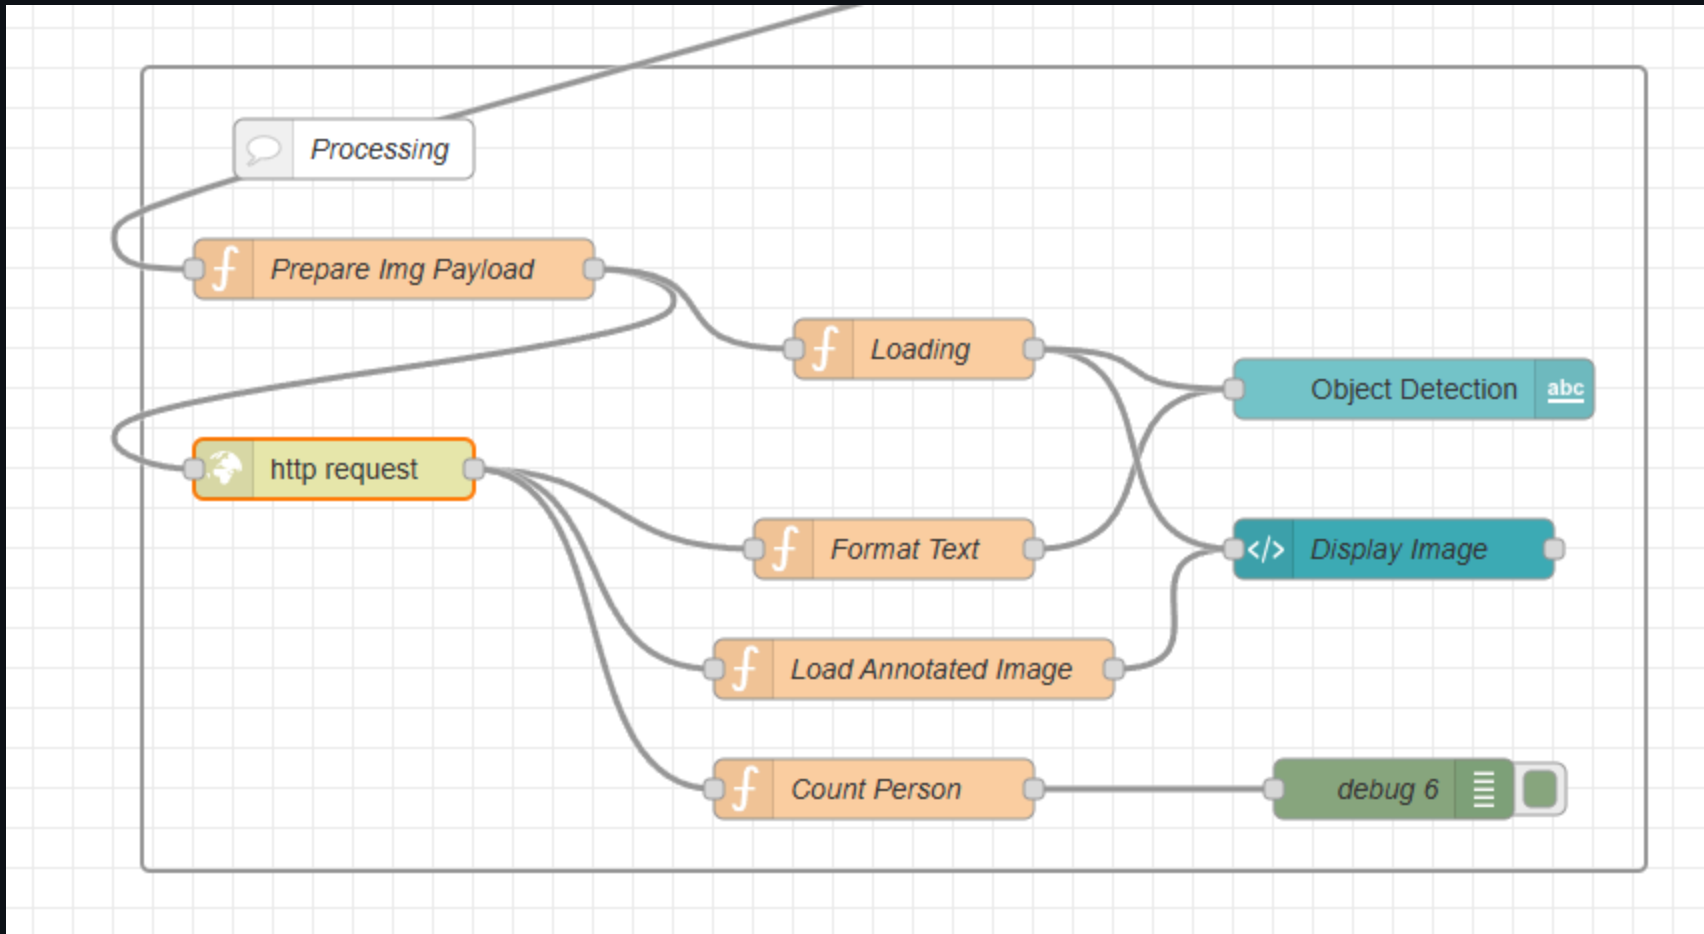 Processing
Prepare Img Payload
Loading
Object Detection abc
http request
Format Text
</> Display Image
Load Annotated Image
Count Person
debug 6